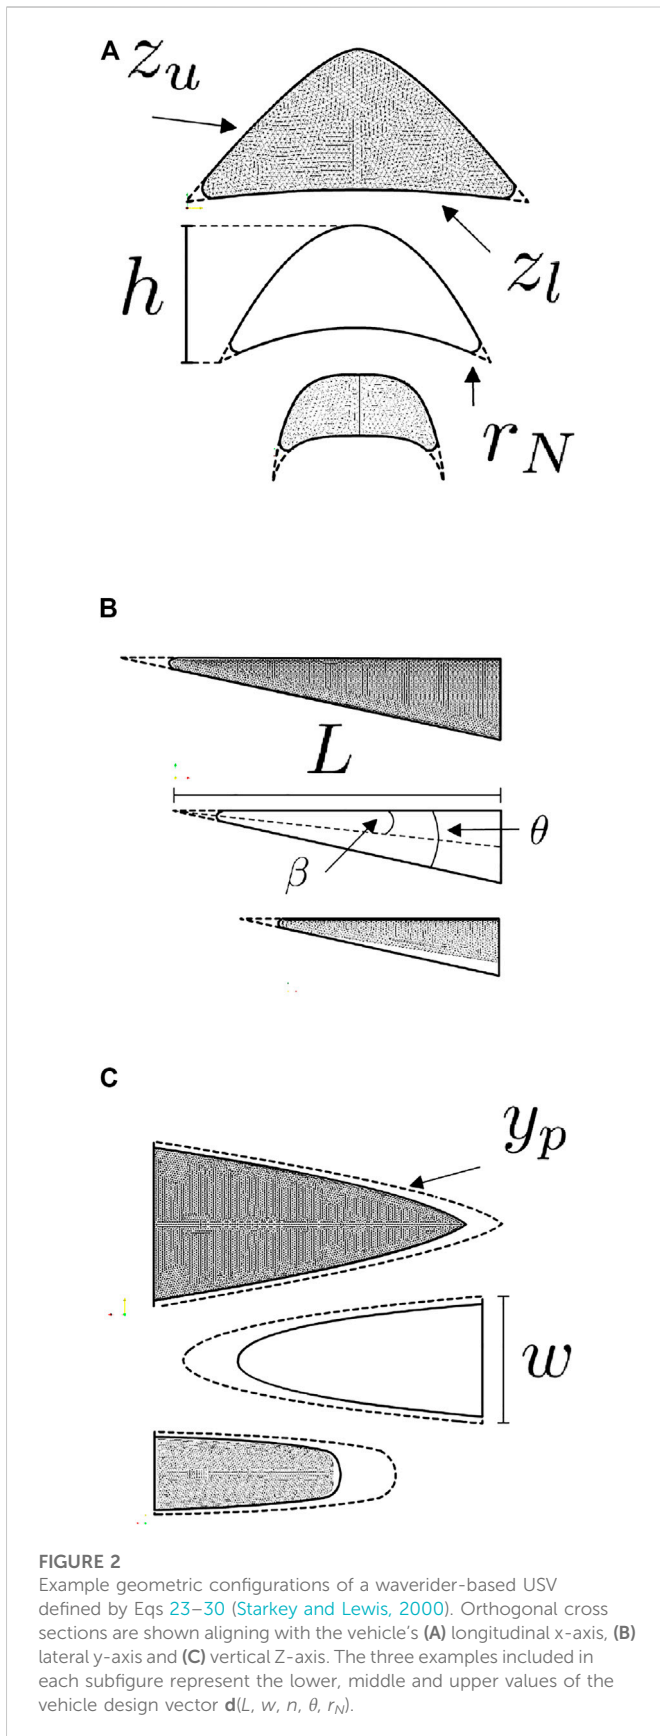 A
z_u
z_l
h
r_N
B
L
θ
β
C
y_p
w
FIGURE 2
Example geometric configurations of a waverider-based USV
defined by Eqs 23–30 (Starkey and Lewis, 2000). Orthogonal cross
sections are shown aligning with the vehicle's (A) longitudinal x-axis, (B)
lateral y-axis and (C) vertical Z-axis. The three examples included in
each subfigure represent the lower, middle and upper values of the
vehicle design vector d(L, w, n, θ, r_N).